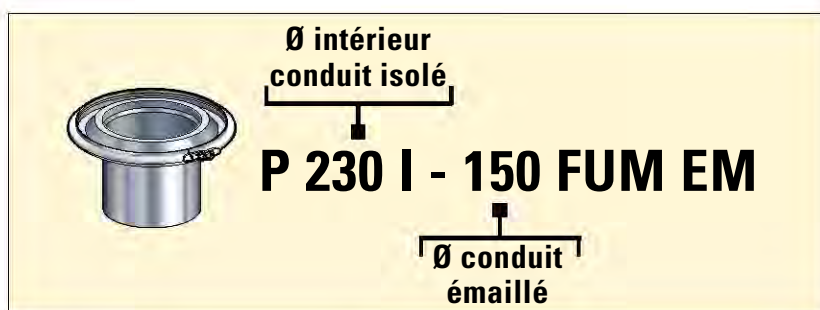 Ø intérieur
conduit isolé
P 230 I - 150 FUM EM
Ø conduit
émaillé